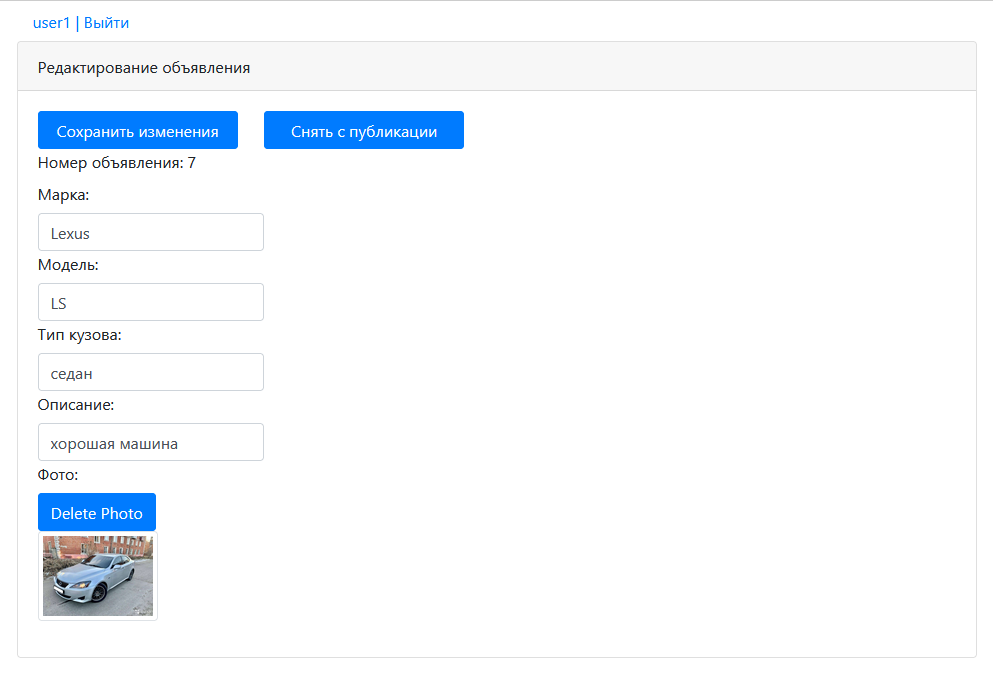 user1 | Выйти
Редактирование объявления
Сохранить изменения Снять с публикации
Номер объявления: 7
Марка:
Lexus
Модель:
LS
Тип кузова:
седан
Описание:
хорошая машина
Фото:
Delete Photo